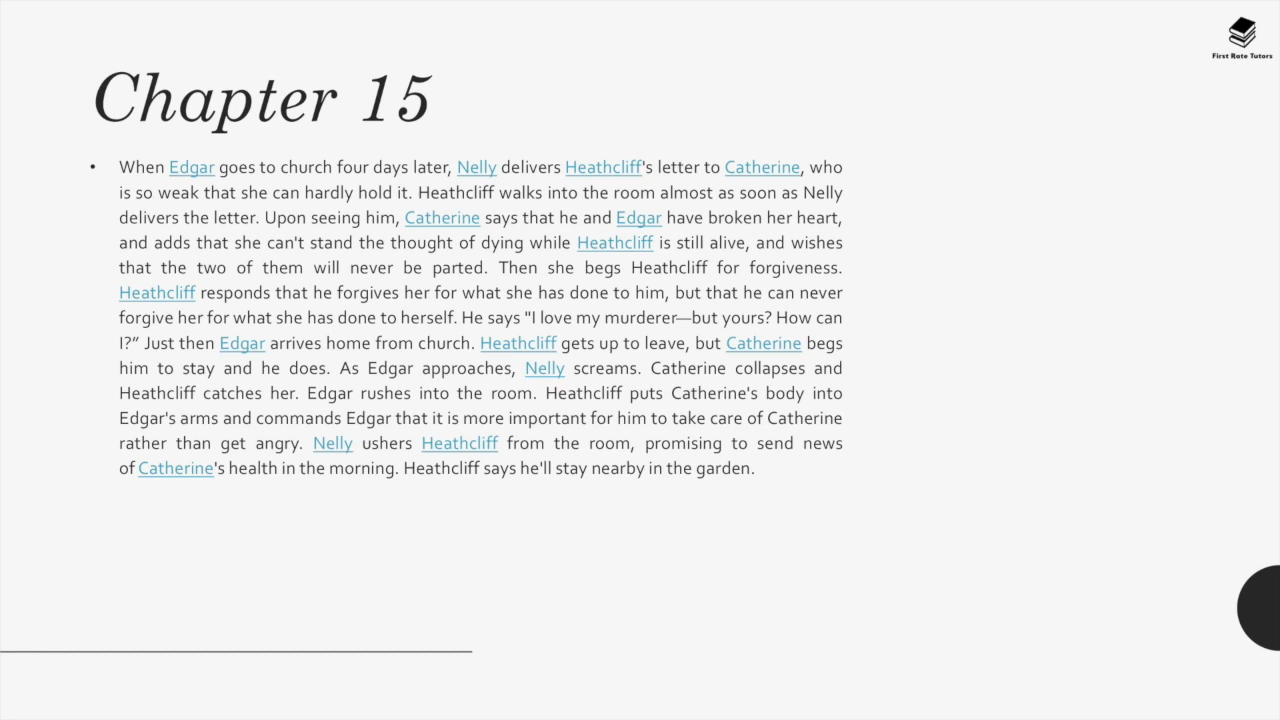 First Rate Tutors
Chapter 15
• When Edgar goes to church four days later, Nelly delivers Heathcliff's letter to Catherine, who
is so weak that she can hardly hold it. Heathcliff walks into the room almost as soon as Nelly
delivers the letter. Upon seeing him, Catherine says that he and Edgar have broken her heart,
and adds that she can't stand the thought of dying while Heathcliff is still alive, and wishes
that the two of them will never be parted. Then she begs Heathcliff for forgiveness.
Heathcliff responds that he forgives her for what she has done to him, but that he can never
forgive her for what she has done to herself. He says "I love my murderer—but yours? How can
I?” Just then Edgar arrives home from church. Heathcliff gets up to leave, but Catherine begs
him to stay and he does. As Edgar approaches, Nelly screams. Catherine collapses and
Heathcliff catches her. Edgar rushes into the room. Heathcliff puts Catherine's body into
Edgar's arms and commands Edgar that it is more important for him to take care of Catherine
rather than get angry. Nelly ushers Heathcliff from the room, promising to send news
of Catherine's health in the morning. Heathcliff says he'll stay nearby in the garden.